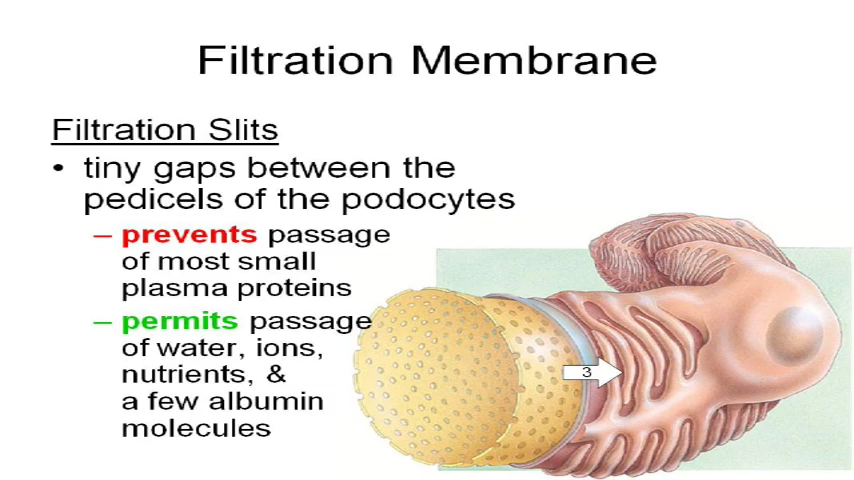 Filtration Membrane
Filtration Slits
• tiny gaps between the
pedicels of the podocytes
– prevents passage
of most small
plasma proteins
– permits passage
of water, ions,
nutrients, &
a few albumin
molecules
3